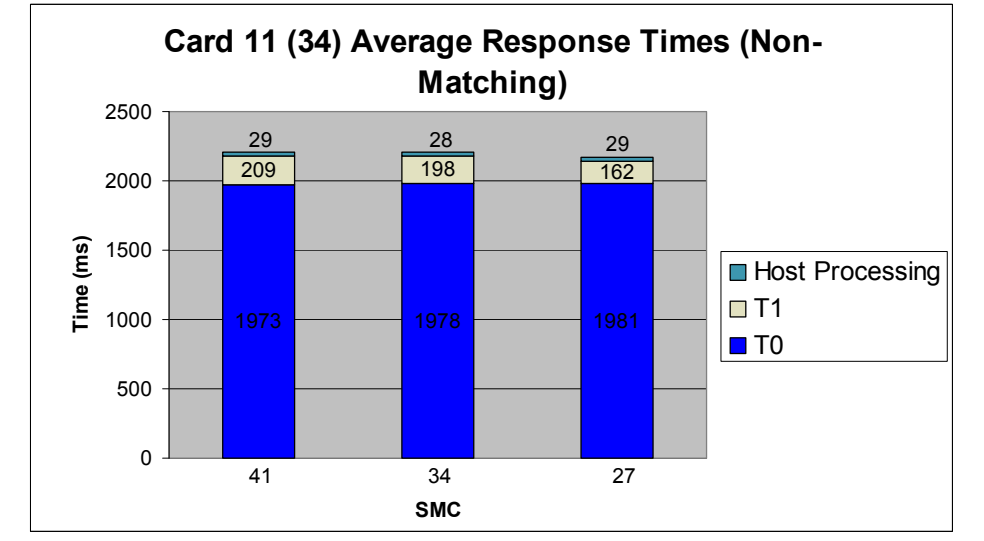 Card 11 (34) Average Response Times (Non-
Matching)
2500
2000
1500
1000
500
0
Time (ms)
29
28
29
209
198
162
1973
1978
1981
41
34
27
SMC
Host Processing
T1
T0